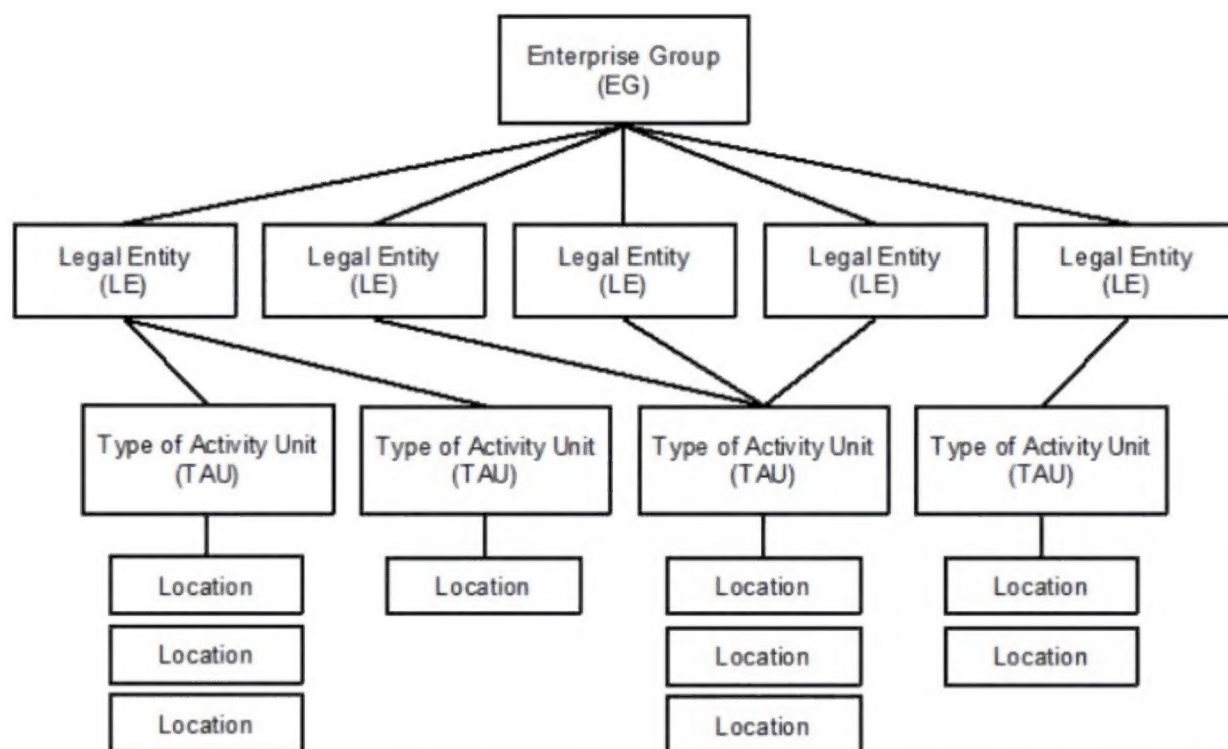 Enterprise Group
(EG)
Legal Entity
(LE)
Legal Entity
(LE)
Legal Entity
(LE)
Legal Entity
(LE)
Legal Entity
(LE)
Type of Activity Unit
(TAU)
Type of Activity Unit
(TAU)
Type of Activity Unit
(TAU)
Type of Activity Unit
(TAU)
Location
Location
Location
Location
Location
Location
Location
Location
Location